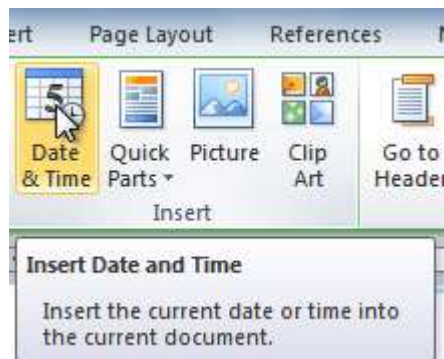 ert Page Layout References
5
Date & Time
Quick Parts
Picture
Clip Art
Go to Header
Insert
Insert Date and Time
Insert the current date or time into
the current document.